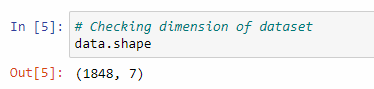 In [5]: # Checking dimension of dataset
data.shape
Out[5]: (1848, 7)